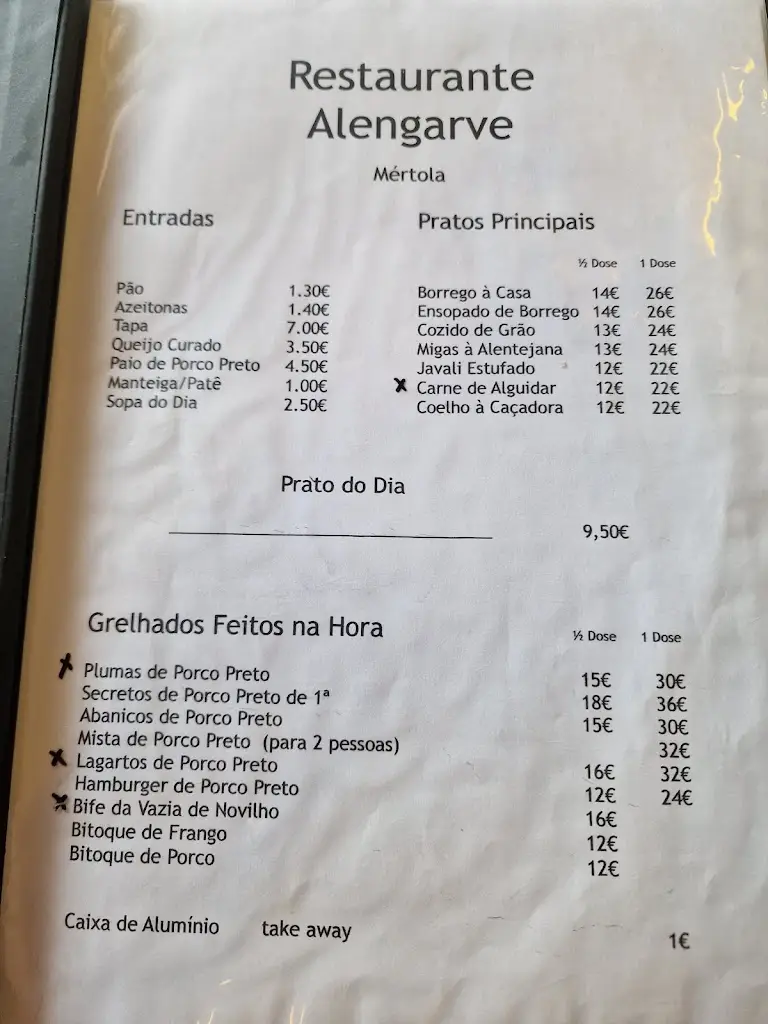 Restaurante
Alengarve
Mértola
Entradas
Pão 1.30€
Azeitonas 1.40€
Tapa 7.00€
Queijo Curado 3.50€
Paio de Porco Preto 4.50€
Manteiga/Patê 1.00€
Sopa do Dia 2.50€
Pratos Principais
½ Dose 1 Dose
Borrego à Casa 14€ 26€
Ensopado de Borrego 14€ 26€
Cozido de Grão 13€ 24€
Migas à Alentejana 13€ 24€
Javali Estufado 12€ 22€
x Carne de Alguidar 12€ 22€
Coelho à Caçadora 12€ 22€
Prato do Dia
9,50€
Grelhados Feitos na Hora
½ Dose 1 Dose
x Plumas de Porco Preto 15€ 30€
Secretos de Porco Preto de 1ª 18€ 36€
Abanicos de Porco Preto 15€ 30€
Mista de Porco Preto (para 2 pessoas) 32€
x Lagartos de Porco Preto 16€ 32€
Hamburger de Porco Preto 12€ 24€
x Bife da Vazia de Novilho 16€
Bitoque de Frango 12€
Bitoque de Porco 12€
Caixa de Alumínio take away 1€